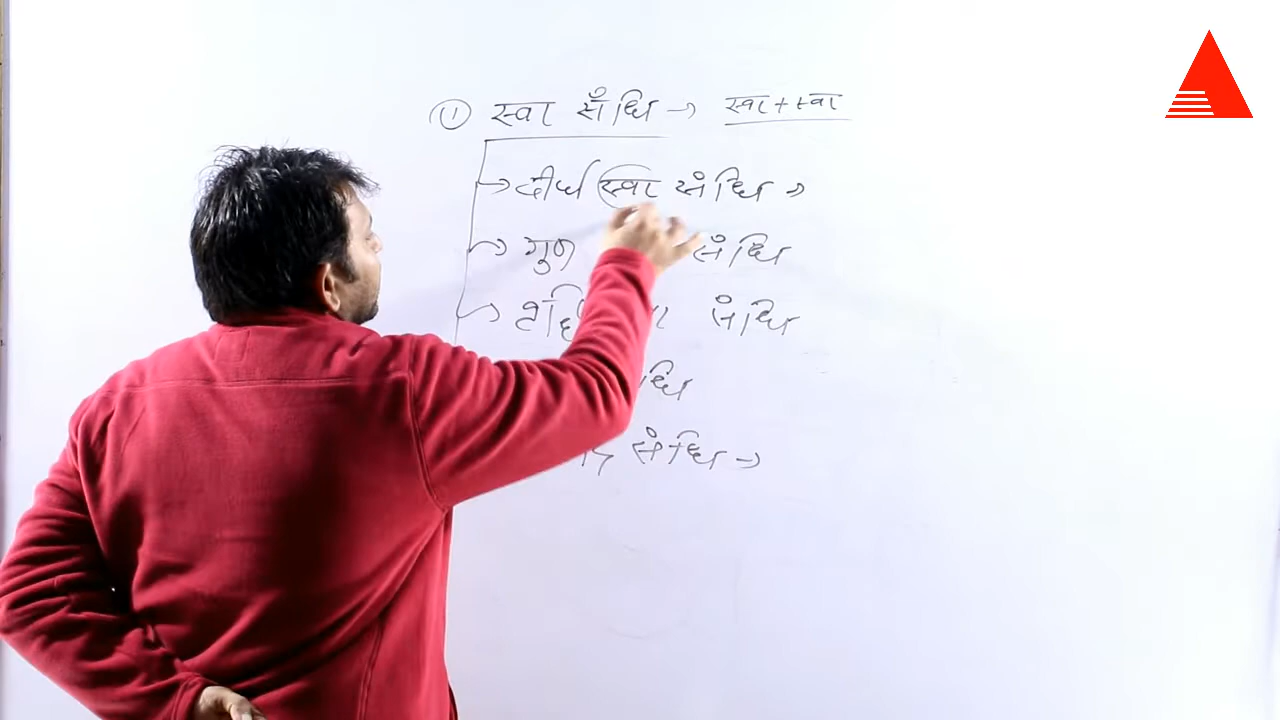 ① स्वर संधि → स्वर + स्वर
→ दीर्घ स्वर संधि →
→ गुण संधि
→ वृद्धि संधि
संधि →